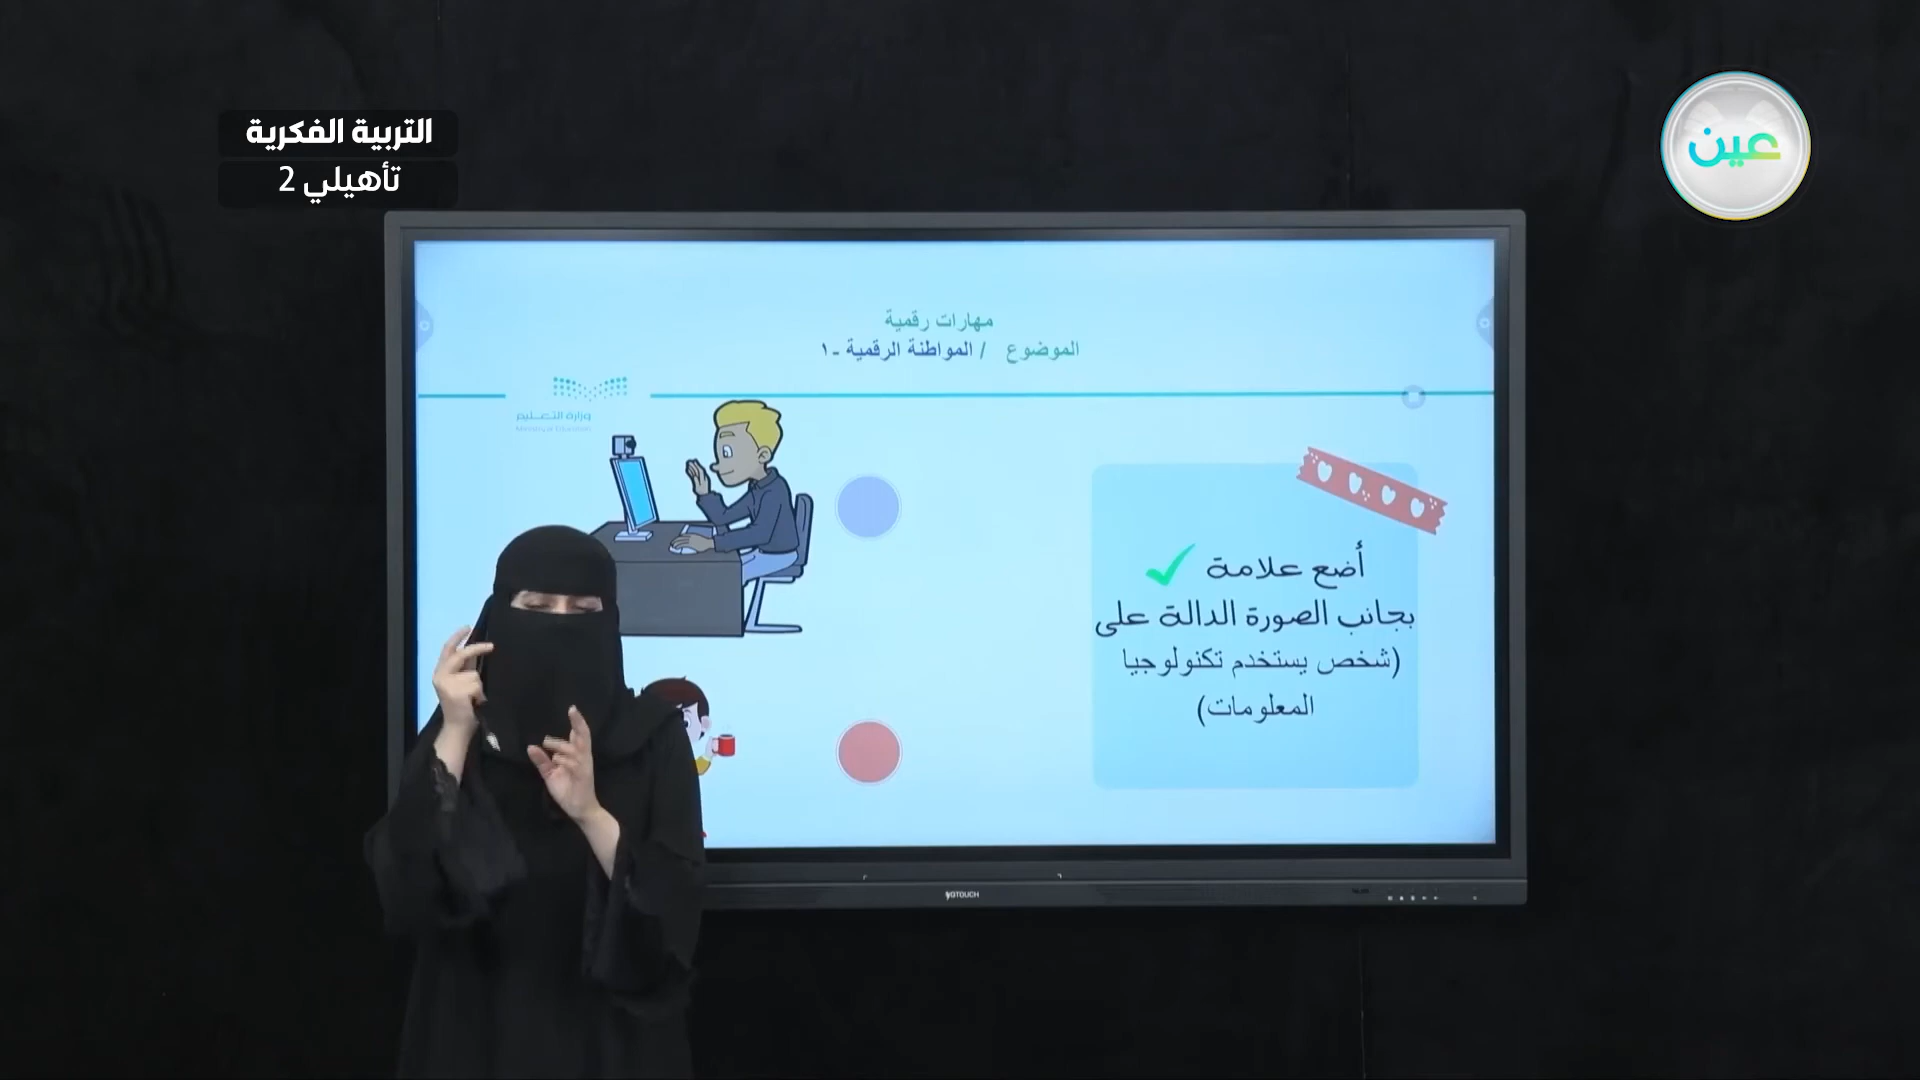 التربية الفكرية
تأهيلي 2
عين
مهارات رقمية
الموضوع / المواطنة الرقمية -١
وزارة التعليم
أضع علامة ✓
بجانب الصورة الدالة على
(شخص يستخدم تكنولوجيا
المعلومات)